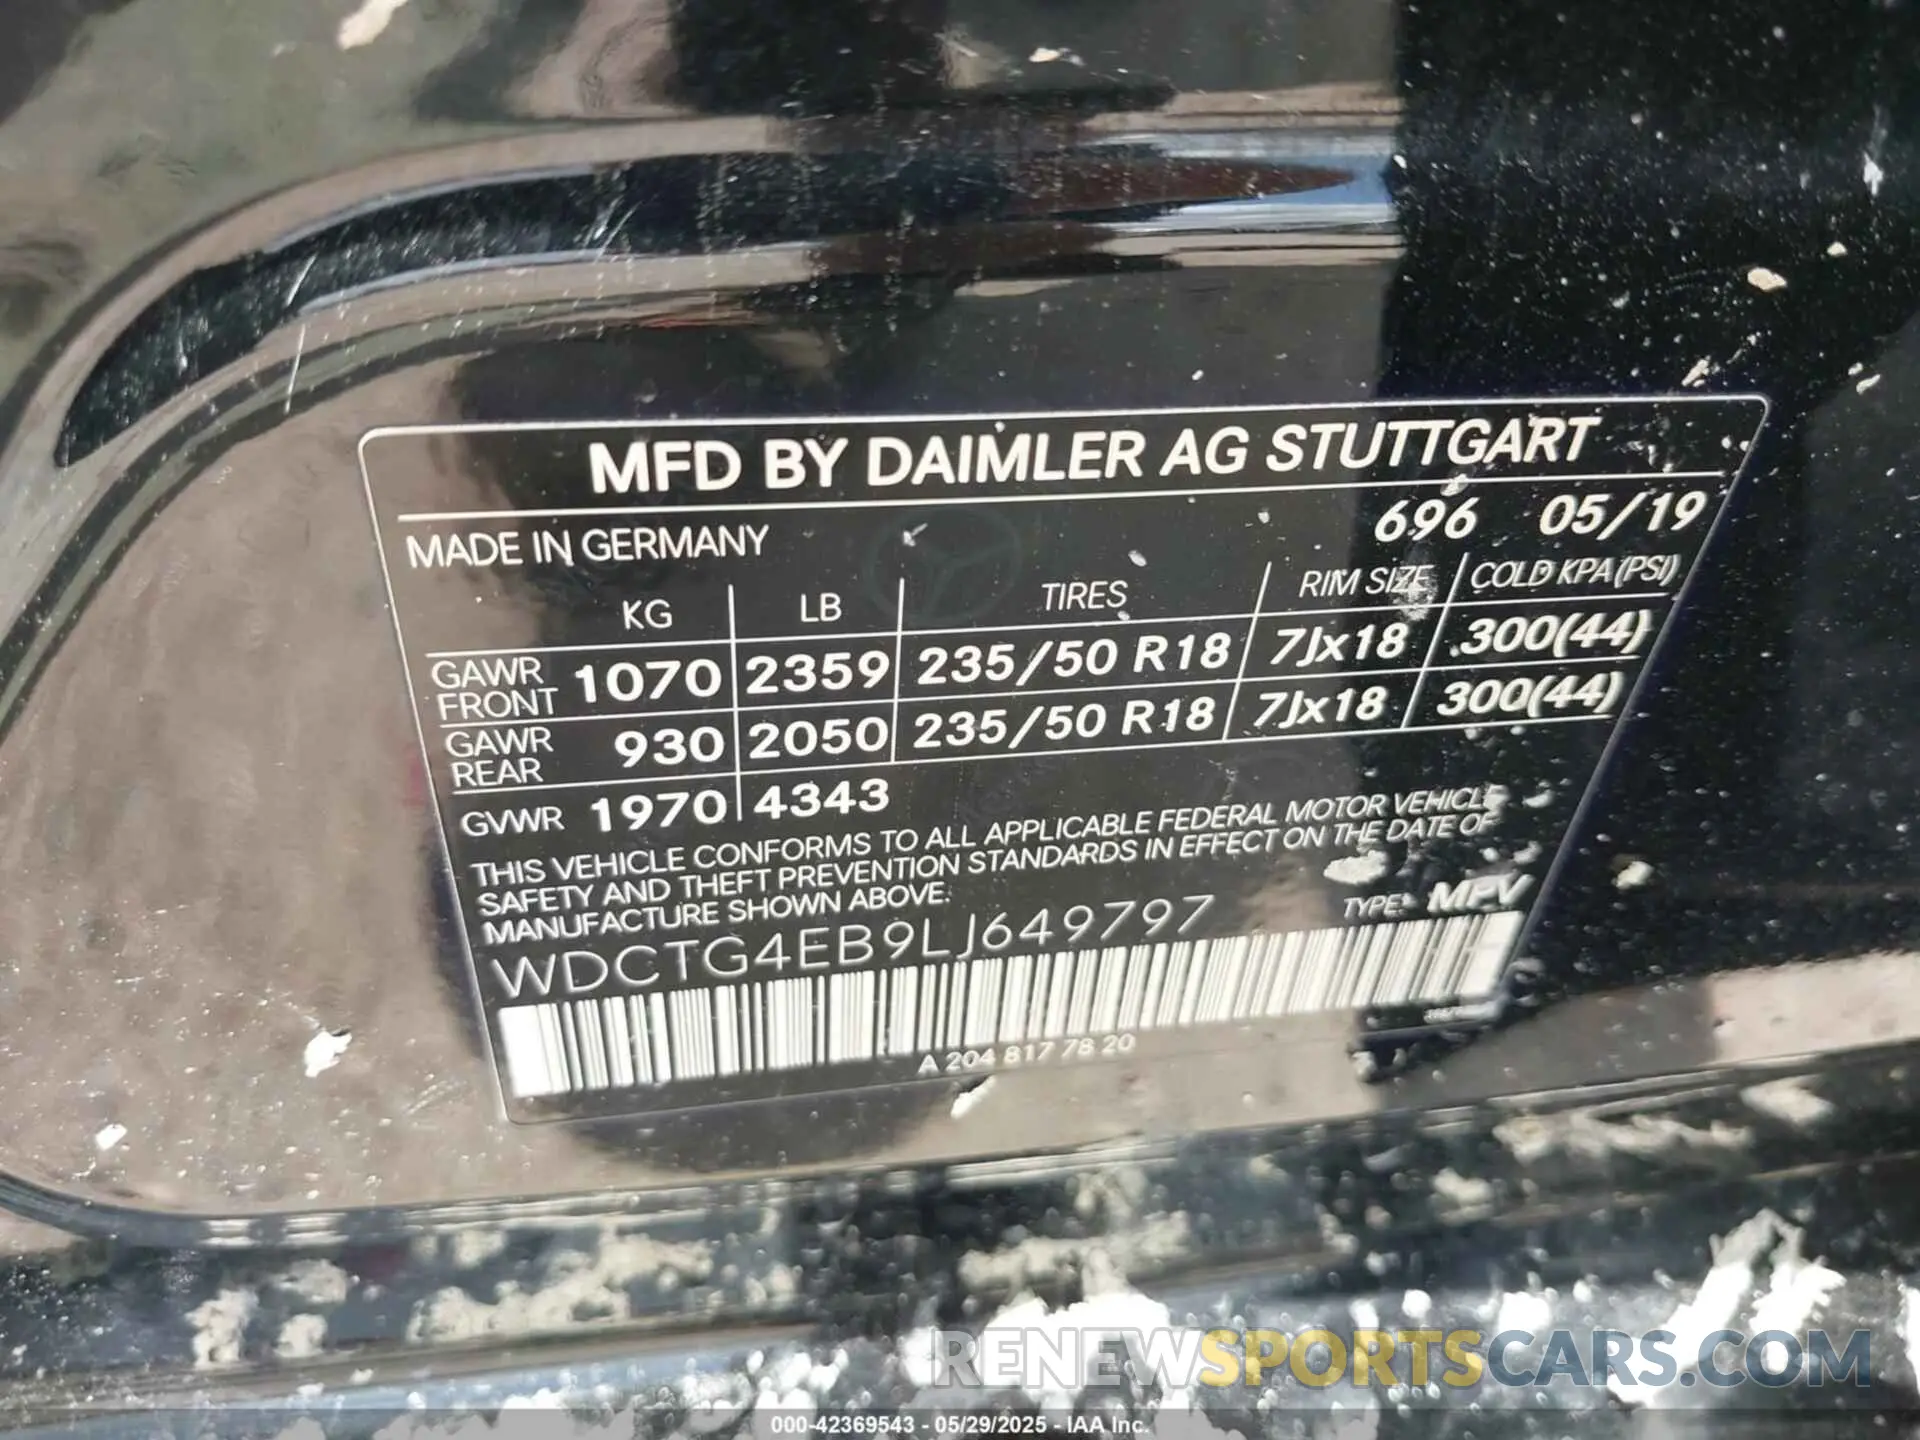 MFD BY DAIMLER AG STUTTGART
MADE IN GERMANY 696 05/19
KG LB TIRES RIM SIZE COLD KPA (PSI)
GAWR FRONT 1070 2359 235/50 R18 7Jx18 300(44)
GAWR REAR 930 2050 235/50 R18 7Jx18 300(44)
GVWR 1970 4343
THIS VEHICLE CONFORMS TO ALL APPLICABLE FEDERAL MOTOR VEHICLE
SAFETY AND THEFT PREVENTION STANDARDS IN EFFECT ON THE DATE OF
MANUFACTURE SHOWN ABOVE.
WDCTG4EB9LJ649797 TYPE: MPV
A 204 817 78 20
RENEWSPORTSCARS.COM
000-42369543 - 05/29/2025 - IAA Inc.